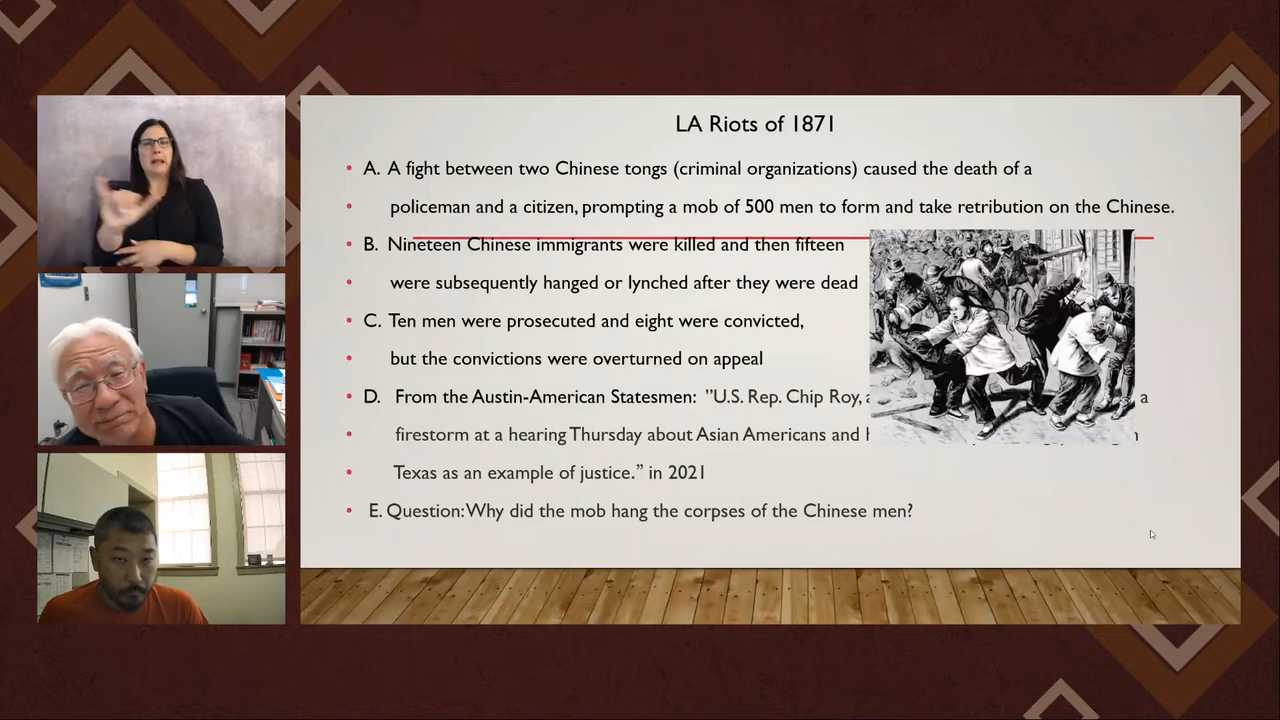 LA Riots of 1871
• A. A fight between two Chinese tongs (criminal organizations) caused the death of a
• policeman and a citizen, prompting a mob of 500 men to form and take retribution on the Chinese.
• B. Nineteen Chinese immigrants were killed and then fifteen
• were subsequently hanged or lynched after they were dead
• C. Ten men were prosecuted and eight were convicted,
• but the convictions were overturned on appeal
• D. From the Austin-American Statesmen: ”U.S. Rep. Chip Roy, a
• firestorm at a hearing Thursday about Asian Americans and
• Texas as an example of justice.” in 2021
• E. Question: Why did the mob hang the corpses of the Chinese men?